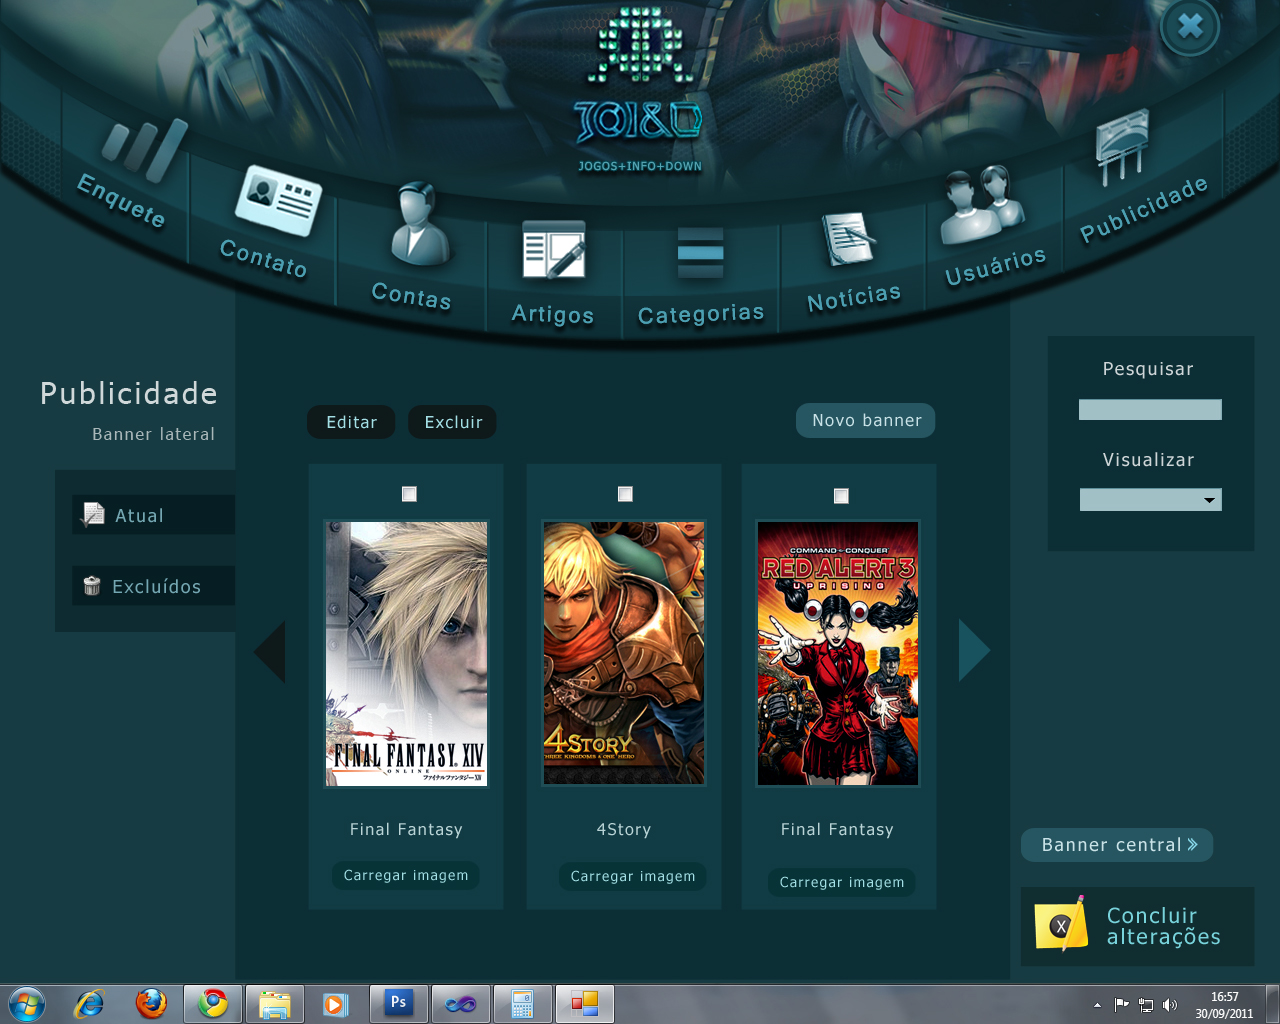 JOI&D
JOGOS+INFO+DOWN
Enquete
Contato
Contas
Artigos
Categorias
Notícias
Usuários
Publicidade
Publicidade
Banner lateral
Atual
Excluídos
Editar
Excluir
Novo banner
Pesquisar
Visualizar
FINAL FANTASY XIV
ONLINE
ファイナルファンタジーXIV
4STORY
THREE KINGDOMS & ONE HERO
COMMAND & CONQUER
RED ALERT 3
UPRISING
Final Fantasy
4Story
Final Fantasy
Carregar imagem
Carregar imagem
Carregar imagem
Banner central
X
Concluir
alterações
Ps
16:57
30/09/2011